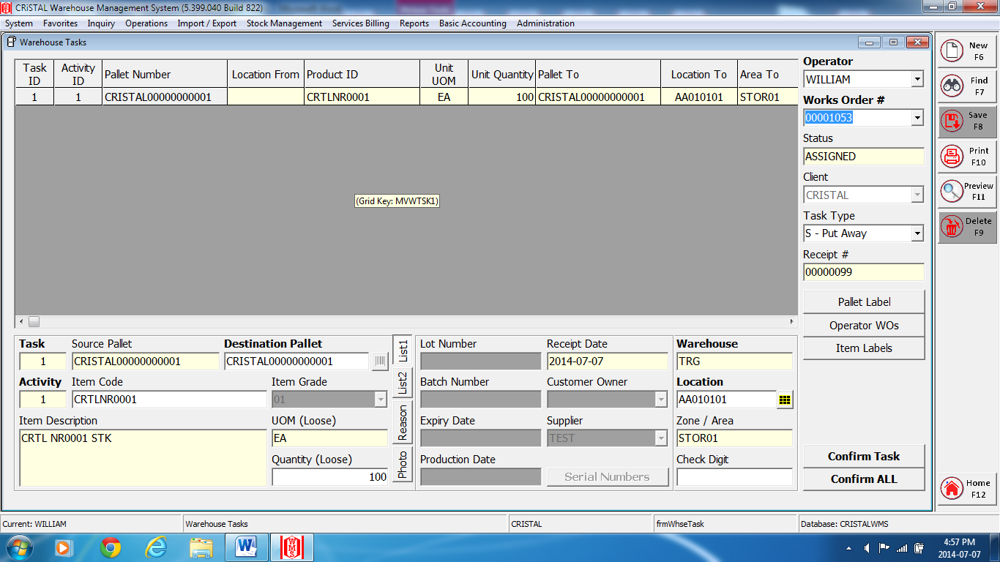 CRiSTAL Warehouse Management System (5.399.040 Build 822)
System Favorites Inquiry Operations Import / Export Stock Management Services Billing Reports Basic Accounting Administration
Warehouse Tasks
Task ID Activity ID Pallet Number Location From Product ID Unit UOM Unit Quantity Pallet To Location To Area To
1 1 CRISTAL00000000001 CRTLNR0001 EA 100 CRISTAL00000000001 AA010101 STOR01
(Grid Key: MVWTSK1)
Operator
WILLIAM
Works Order #
00001053
Status
ASSIGNED
Client
CRISTAL
Task Type
S - Put Away
Receipt #
00000099
Pallet Label
Operator WOs
Item Labels
Confirm Task
Confirm ALL
New
F6
Find
F7
Save
F8
Print
F10
Preview
F11
Delete
F9
Home
F12
Task Source Pallet Destination Pallet
1 CRISTAL00000000001 CRISTAL00000000001
Activity Item Code Item Grade
1 CRTLNR0001 01
Item Description UOM (Loose)
CRTL NR0001 STK EA
Quantity (Loose)
100
List1
List2
Reason
Photo
Lot Number Receipt Date
2014-07-07
Batch Number Customer Owner
Expiry Date Supplier
TEST
Production Date
Serial Numbers
Warehouse
TRG
Location
AA010101
Zone / Area
STOR01
Check Digit
Current: WILLIAM Warehouse Tasks CRISTAL frmWhseTask Database: CRISTALWMS
W WMS
4:57 PM
2014-07-07